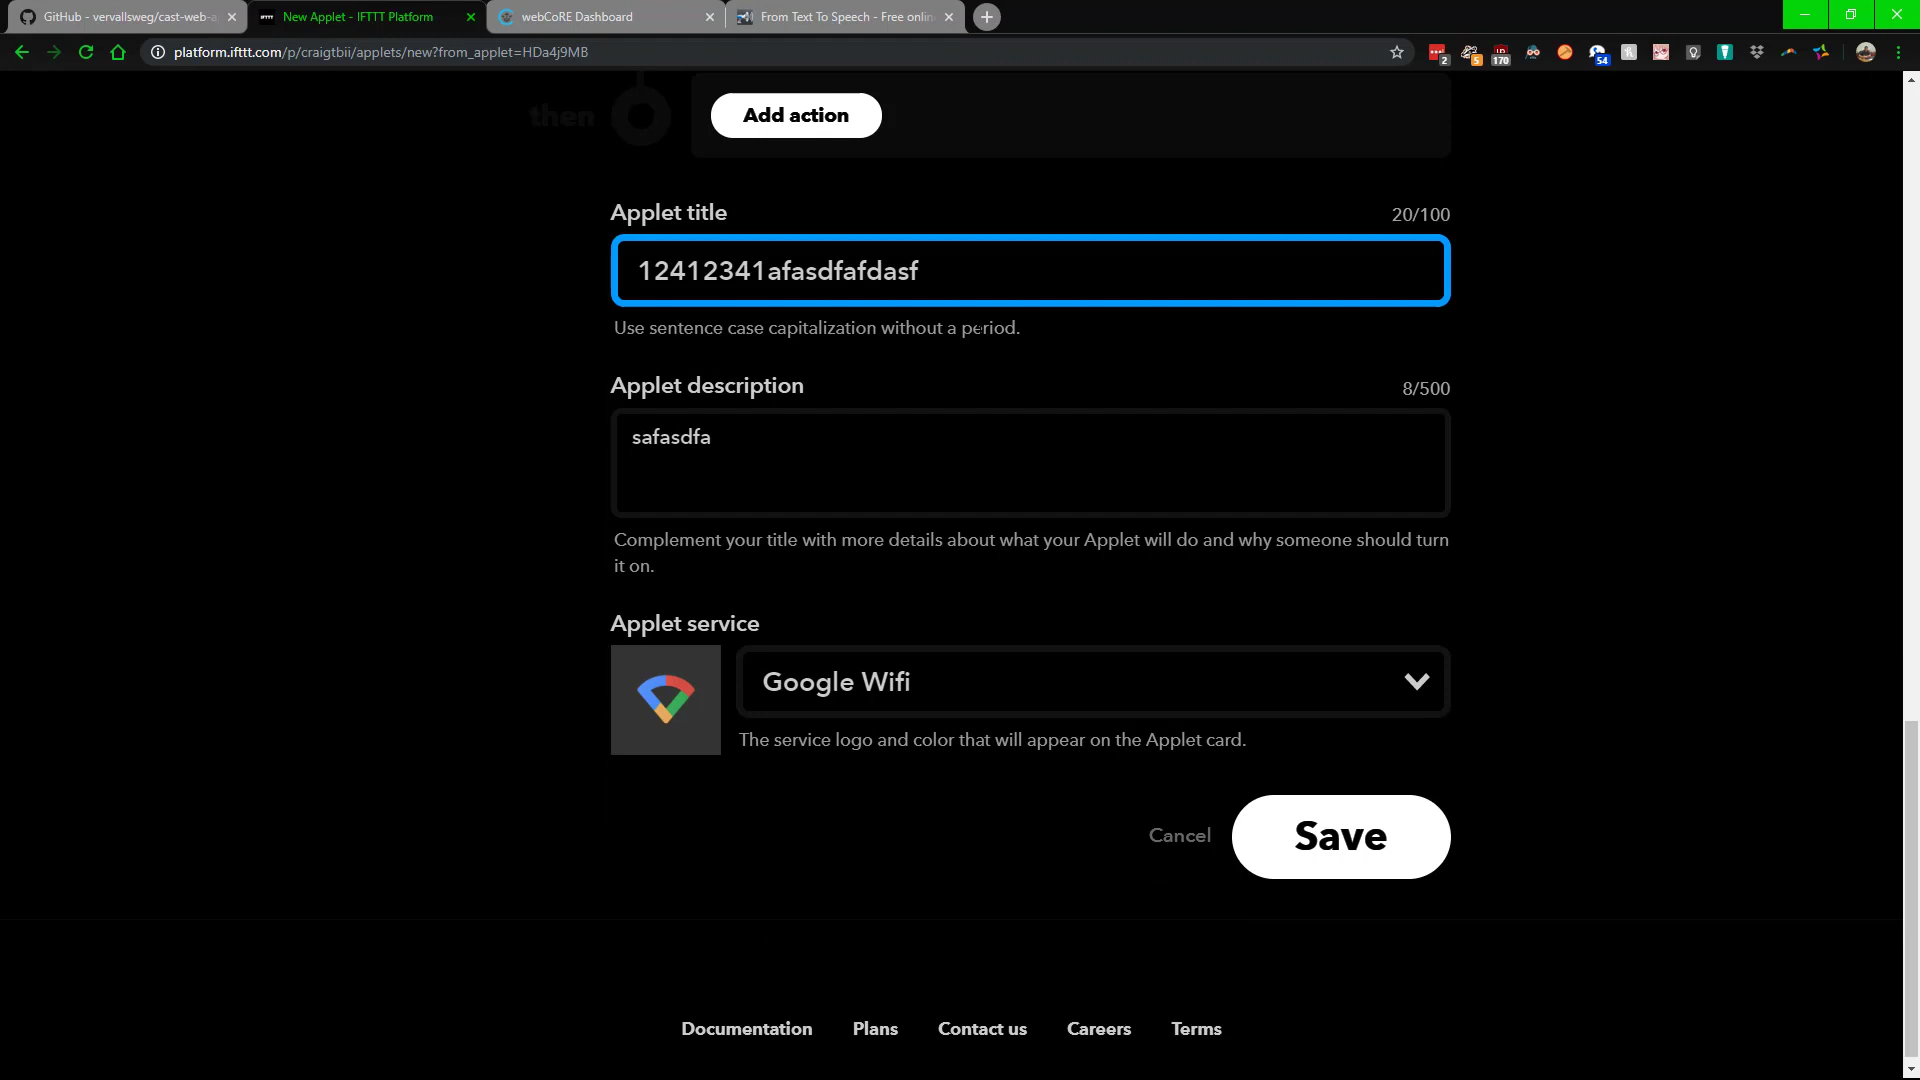 GitHub - vervallsweg/cast-web-a
New Applet - IFTTT Platform
webCoRE Dashboard
From Text To Speech - Free onlin
platform.ifttt.com/p/craigtbii/applets/new?from_applet=HDa4j9MB
2
5
170
54
then
Add action
Applet title
20/100
12412341afasdfafdasf
Use sentence case capitalization without a period.
Applet description
8/500
safasdfa
Complement your title with more details about what your Applet will do and why someone should turn
it on.
Applet service
Google Wifi
The service logo and color that will appear on the Applet card.
Cancel
Save
Documentation
Plans
Contact us
Careers
Terms